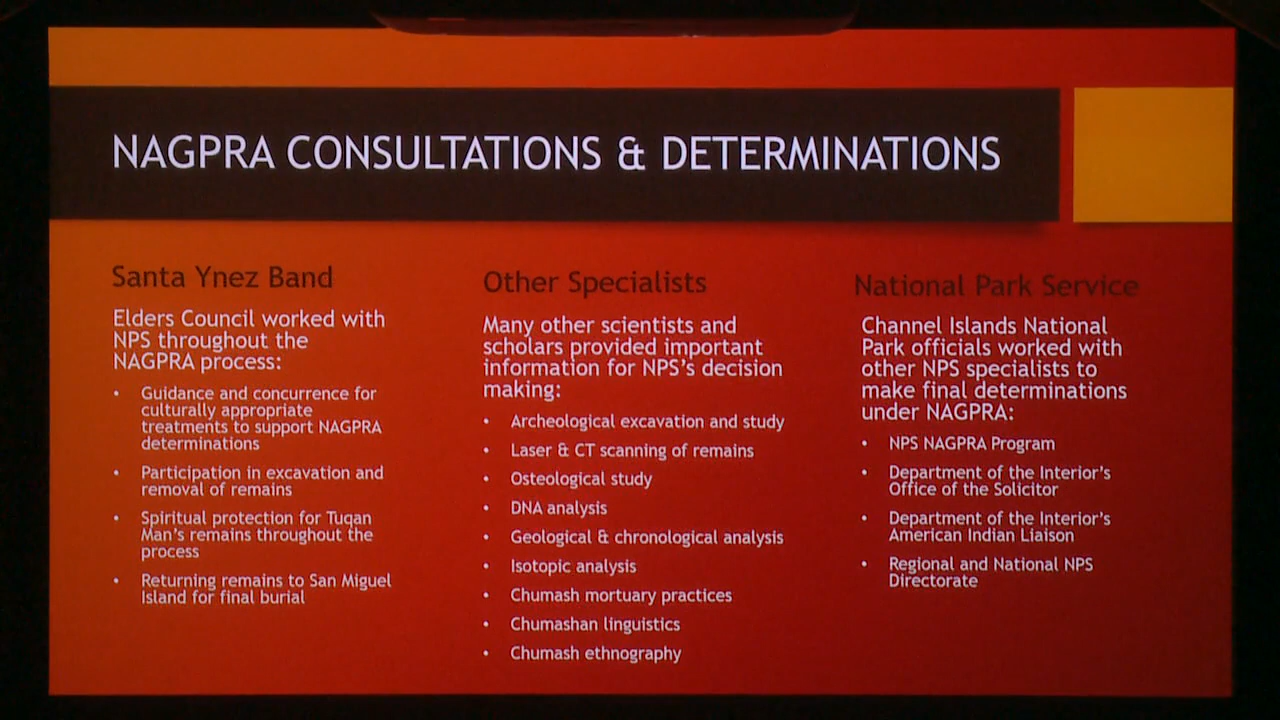 NAGPRA CONSULTATIONS & DETERMINATIONS
Santa Ynez Band
Elders Council worked with
NPS throughout the
NAGPRA process:
• Guidance and concurrence for
culturally appropriate
treatments to support NAGPRA
determinations
• Participation in excavation and
removal of remains
• Spiritual protection for Tuqan
Man's remains throughout the
process
• Returning remains to San Miguel
Island for final burial
Other Specialists
Many other scientists and
scholars provided important
information for NPS's decision
making:
• Archeological excavation and study
• Laser & CT scanning of remains
• Osteological study
• DNA analysis
• Geological & chronological analysis
• Isotopic analysis
• Chumash mortuary practices
• Chumashan linguistics
• Chumash ethnography
National Park Service
Channel Islands National
Park officials worked with
other NPS specialists to
make final determinations
under NAGPRA:
• NPS NAGPRA Program
• Department of the Interior's
Office of the Solicitor
• Department of the Interior's
American Indian Liaison
• Regional and National NPS
Directorate